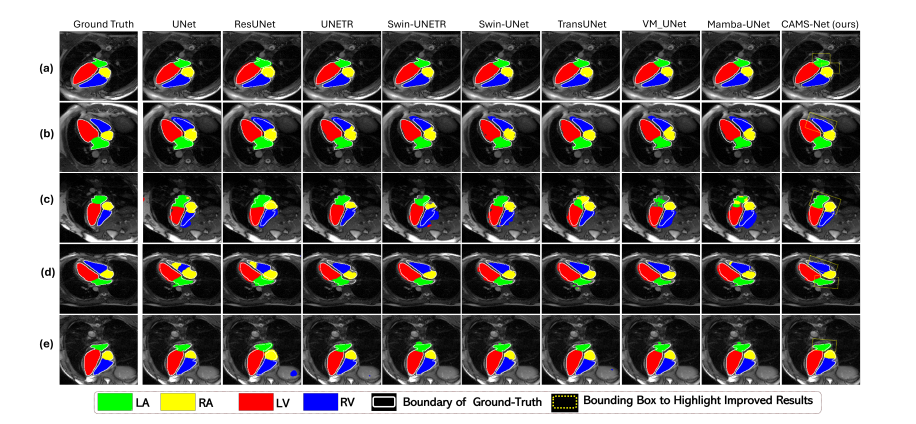 Ground Truth UNet ResUNet UNETR Swin-UNETR Swin-UNet TransUNet VM_UNet Mamba-UNet CAMS-Net (ours)
(a)
(b)
(c)
(d)
(e)
LA RA LV RV Boundary of Ground-Truth Bounding Box to Highlight Improved Results